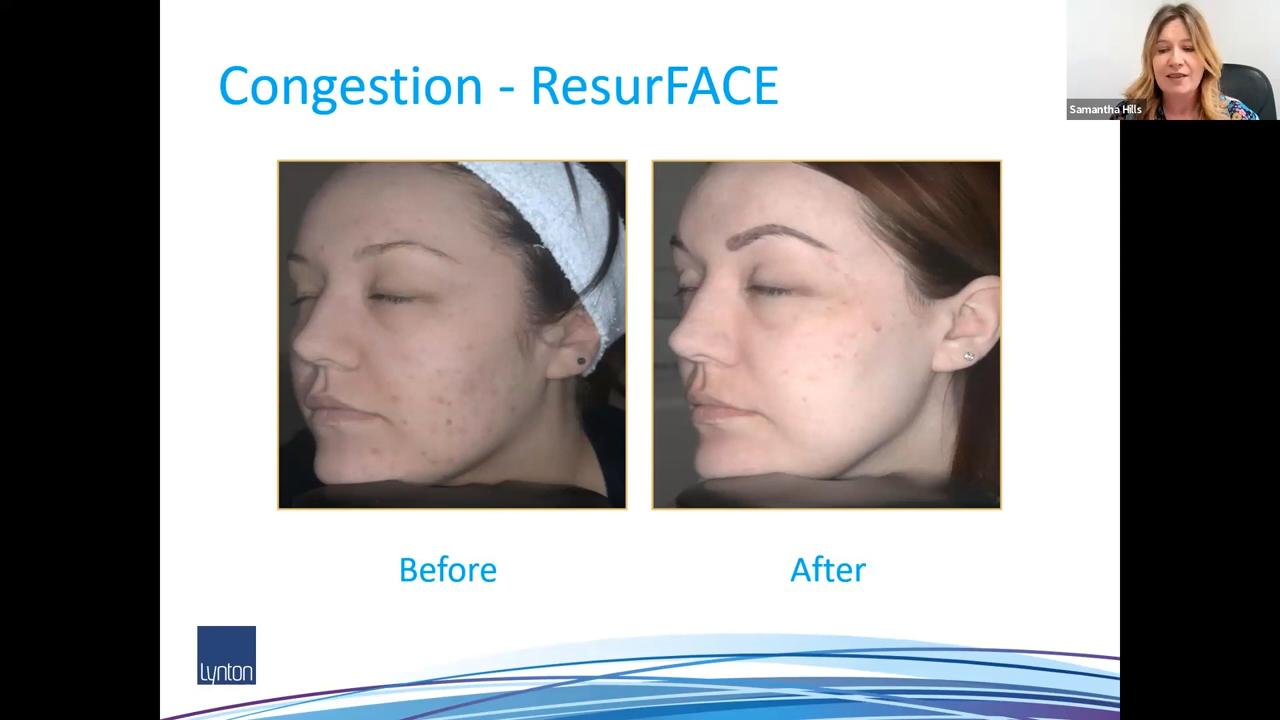 Congestion - ResurFACE
Samantha Hills
Before
After
Lynton